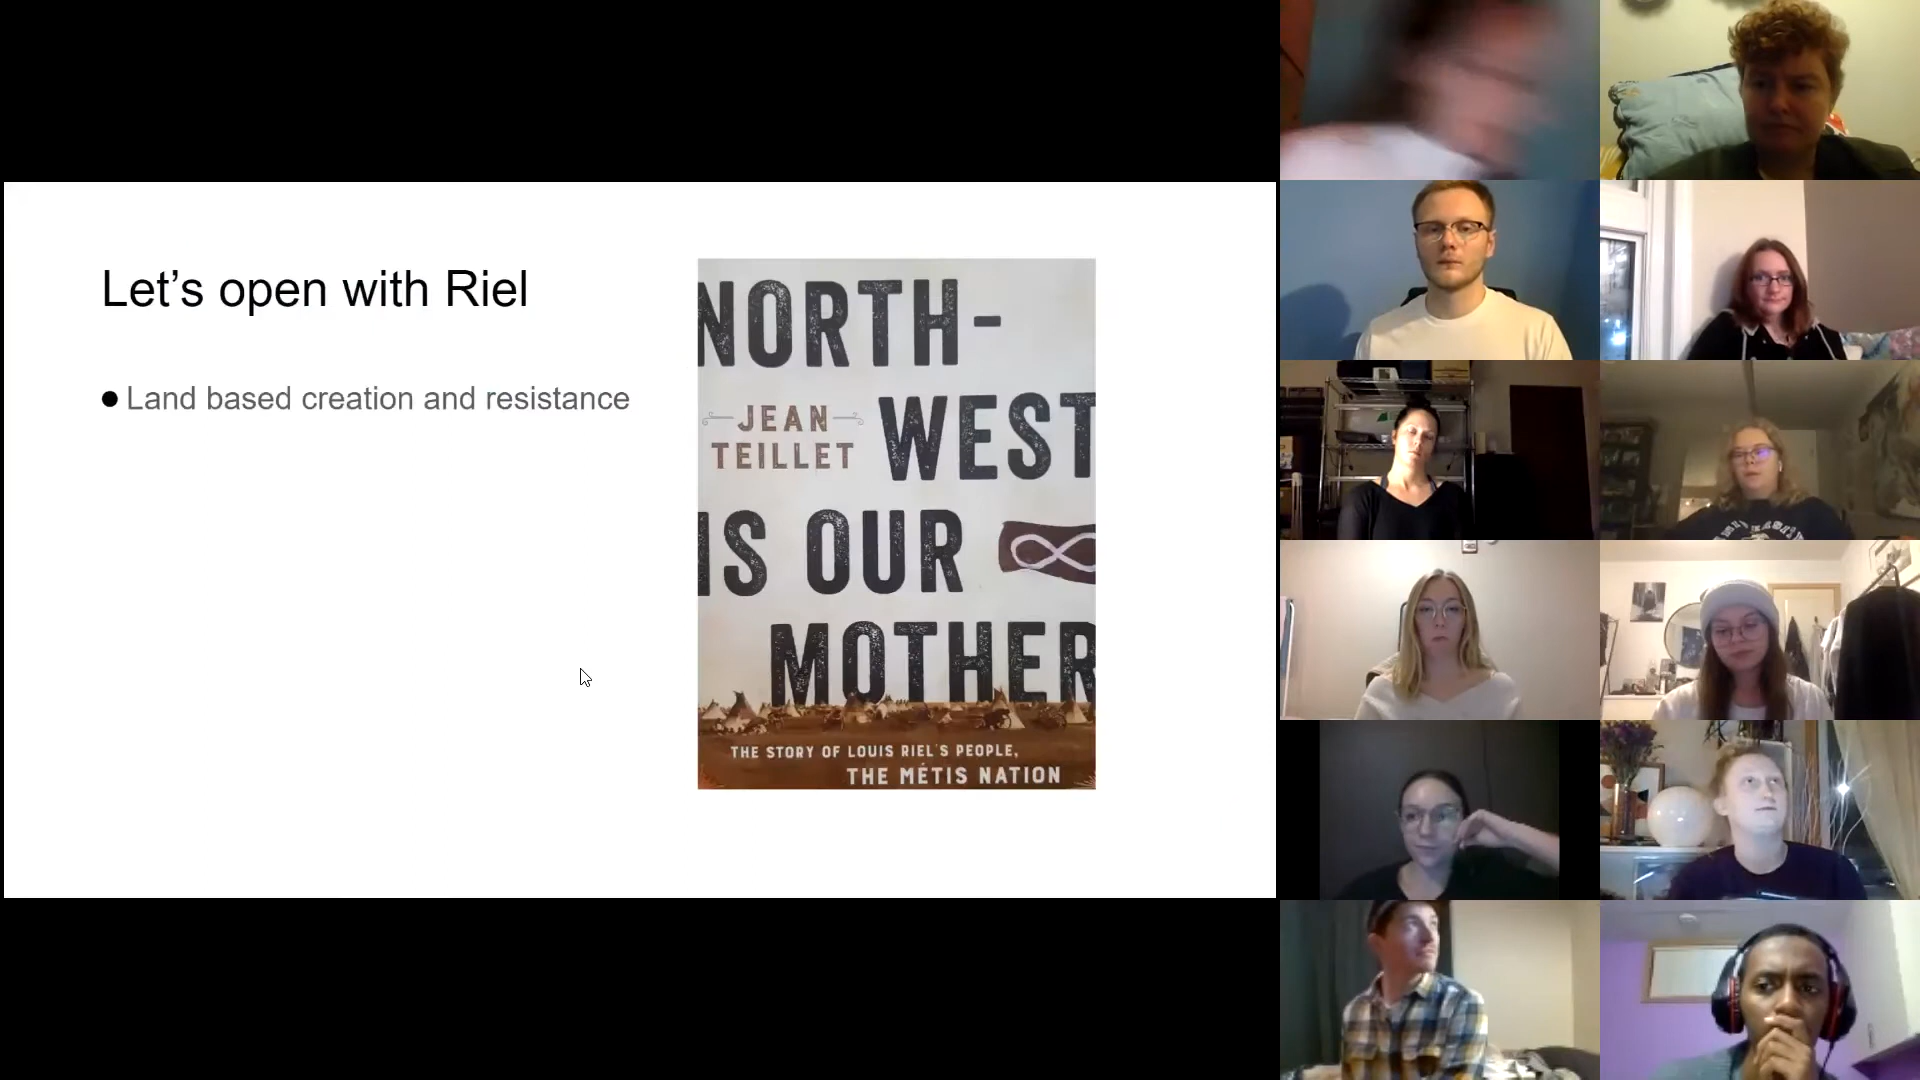 Let’s open with Riel
● Land based creation and resistance
NORTH-
JEAN
TEILLET
WEST
IS OUR
MOTHER
THE STORY OF LOUIS RIEL'S PEOPLE,
THE MÉTIS NATION